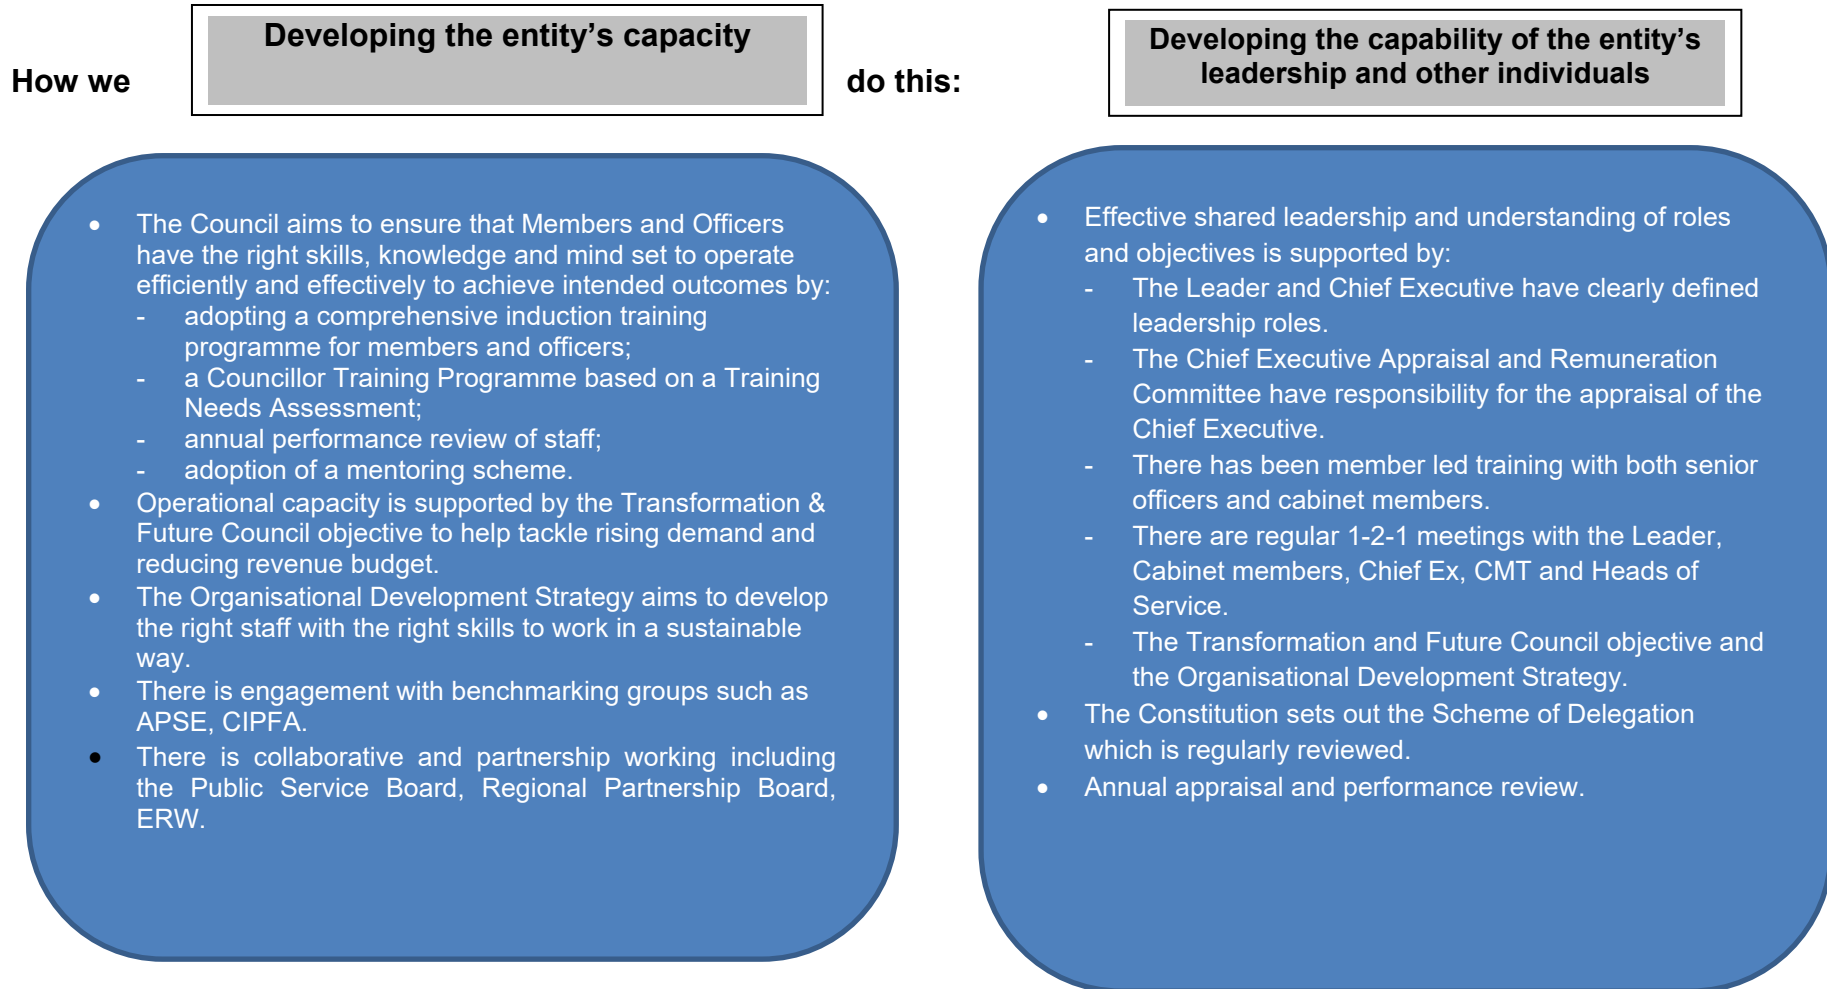 How we
Developing the entity’s capacity
do this:
Developing the capability of the entity’s
leadership and other individuals
• The Council aims to ensure that Members and Officers
have the right skills, knowledge and mind set to operate
efficiently and effectively to achieve intended outcomes by:
- adopting a comprehensive induction training
programme for members and officers;
- a Councillor Training Programme based on a Training
Needs Assessment;
- annual performance review of staff;
- adoption of a mentoring scheme.
• Operational capacity is supported by the Transformation &
Future Council objective to help tackle rising demand and
reducing revenue budget.
• The Organisational Development Strategy aims to develop
the right staff with the right skills to work in a sustainable
way.
• There is engagement with benchmarking groups such as
APSE, CIPFA.
• There is collaborative and partnership working including
the Public Service Board, Regional Partnership Board,
ERW.
• Effective shared leadership and understanding of roles
and objectives is supported by:
- The Leader and Chief Executive have clearly defined
leadership roles.
- The Chief Executive Appraisal and Remuneration
Committee have responsibility for the appraisal of the
Chief Executive.
- There has been member led training with both senior
officers and cabinet members.
- There are regular 1-2-1 meetings with the Leader,
Cabinet members, Chief Ex, CMT and Heads of
Service.
- The Transformation and Future Council objective and
the Organisational Development Strategy.
• The Constitution sets out the Scheme of Delegation
which is regularly reviewed.
• Annual appraisal and performance review.